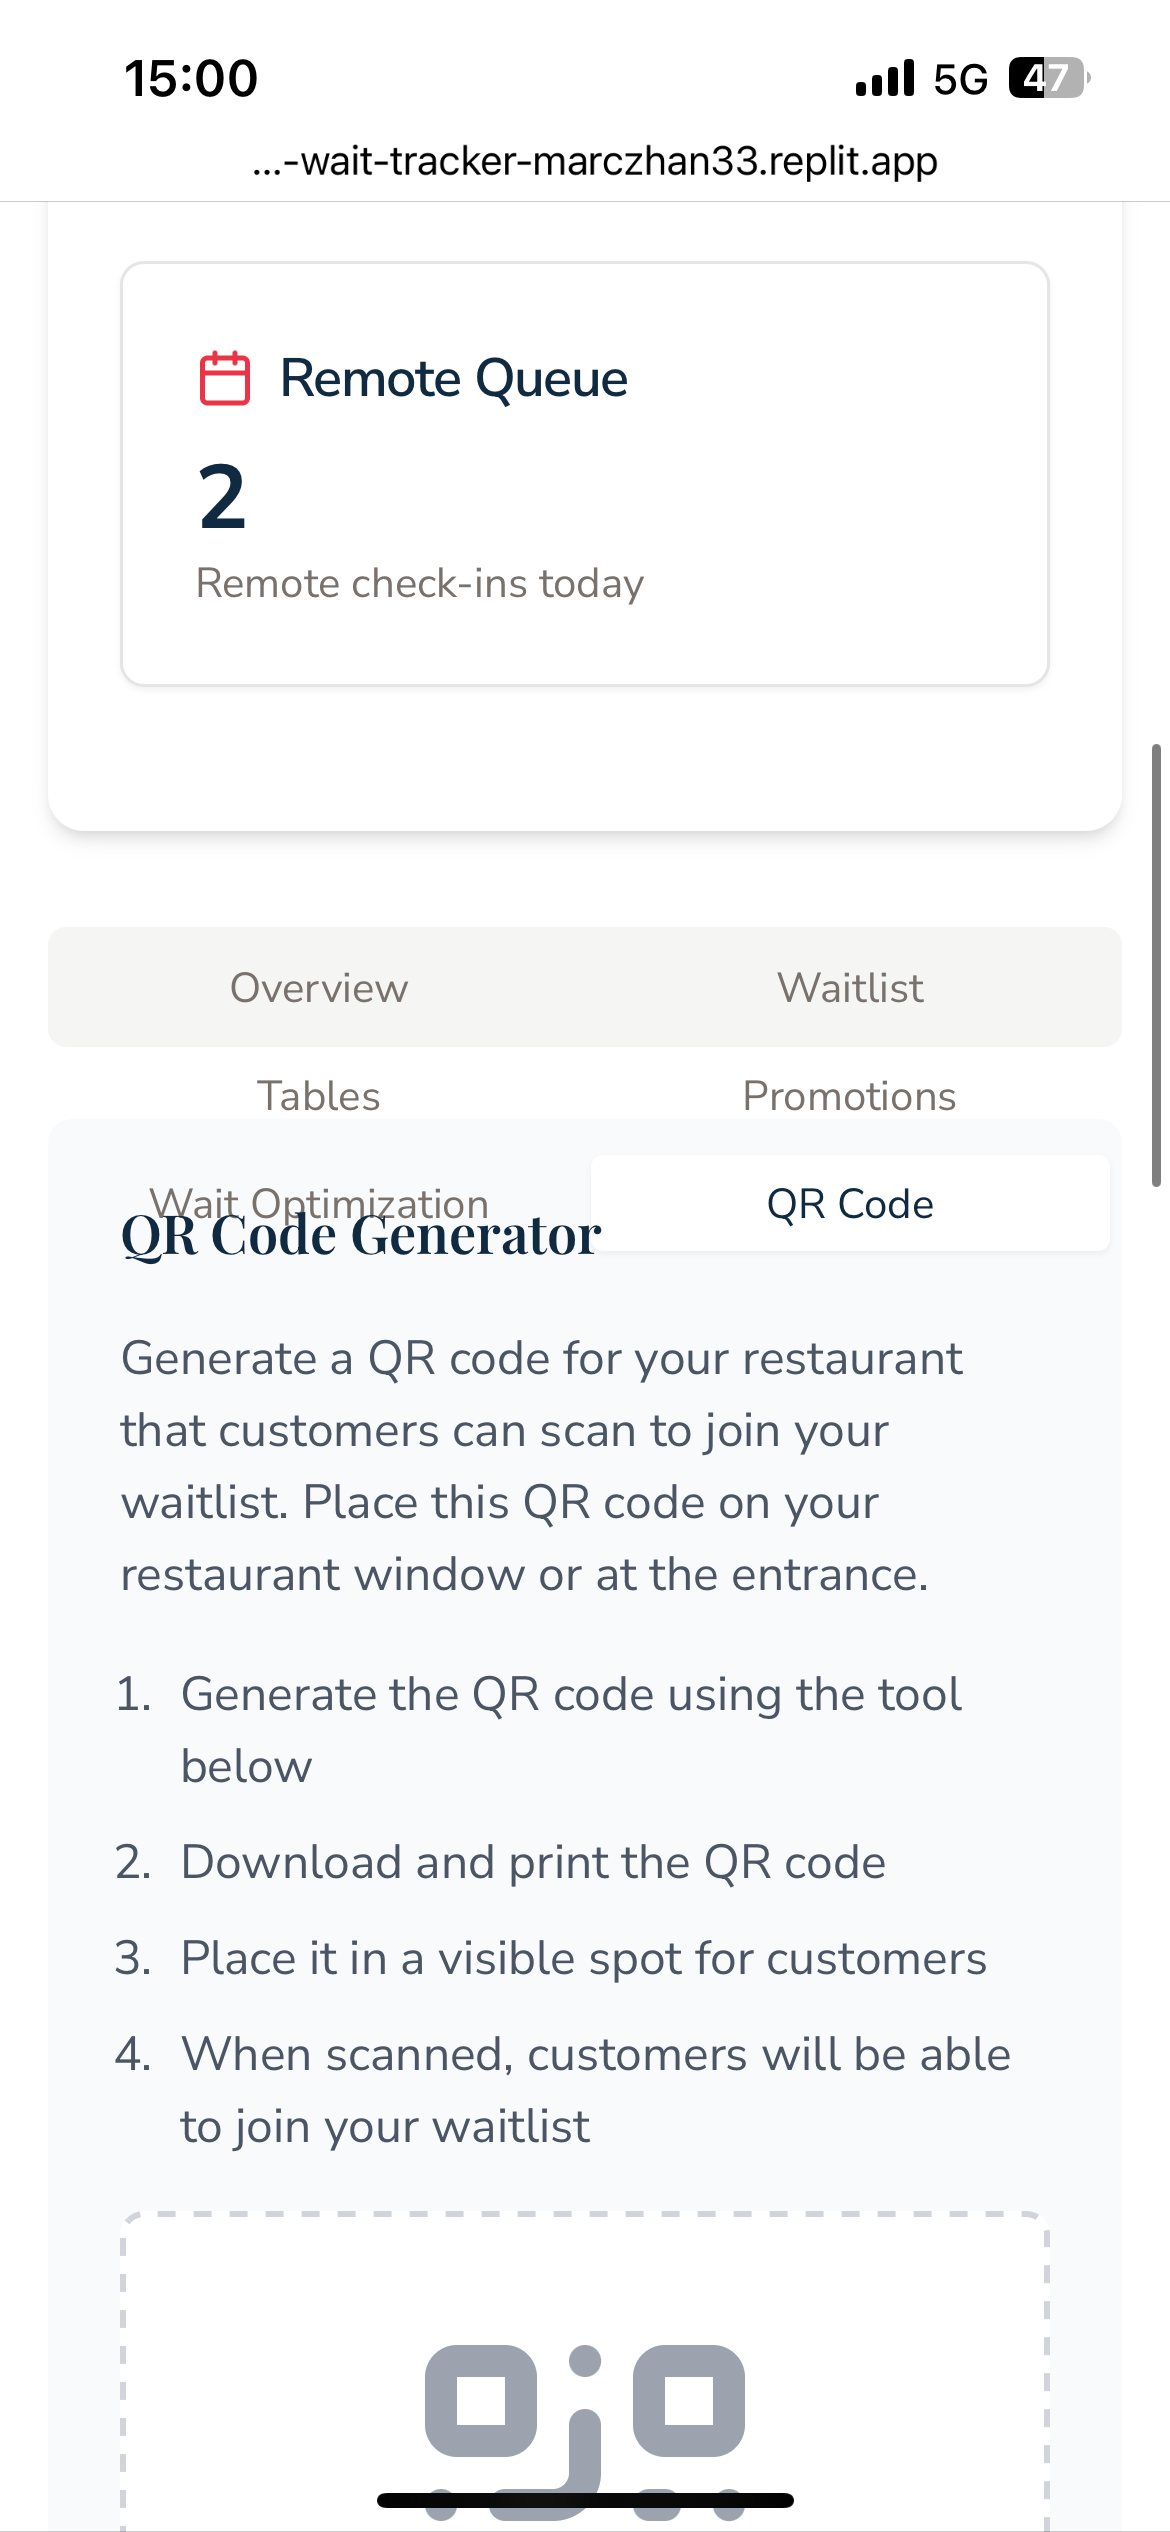 15:00
5G 47
...-wait-tracker-marczhan33.replit.app
Remote Queue
2
Remote check-ins today
Overview Waitlist
Tables Promotions
Wait Optimization QR Code
QR Code Generator
Generate a QR code for your restaurant
that customers can scan to join your
waitlist. Place this QR code on your
restaurant window or at the entrance.
1. Generate the QR code using the tool
below
2. Download and print the QR code
3. Place it in a visible spot for customers
4. When scanned, customers will be able
to join your waitlist